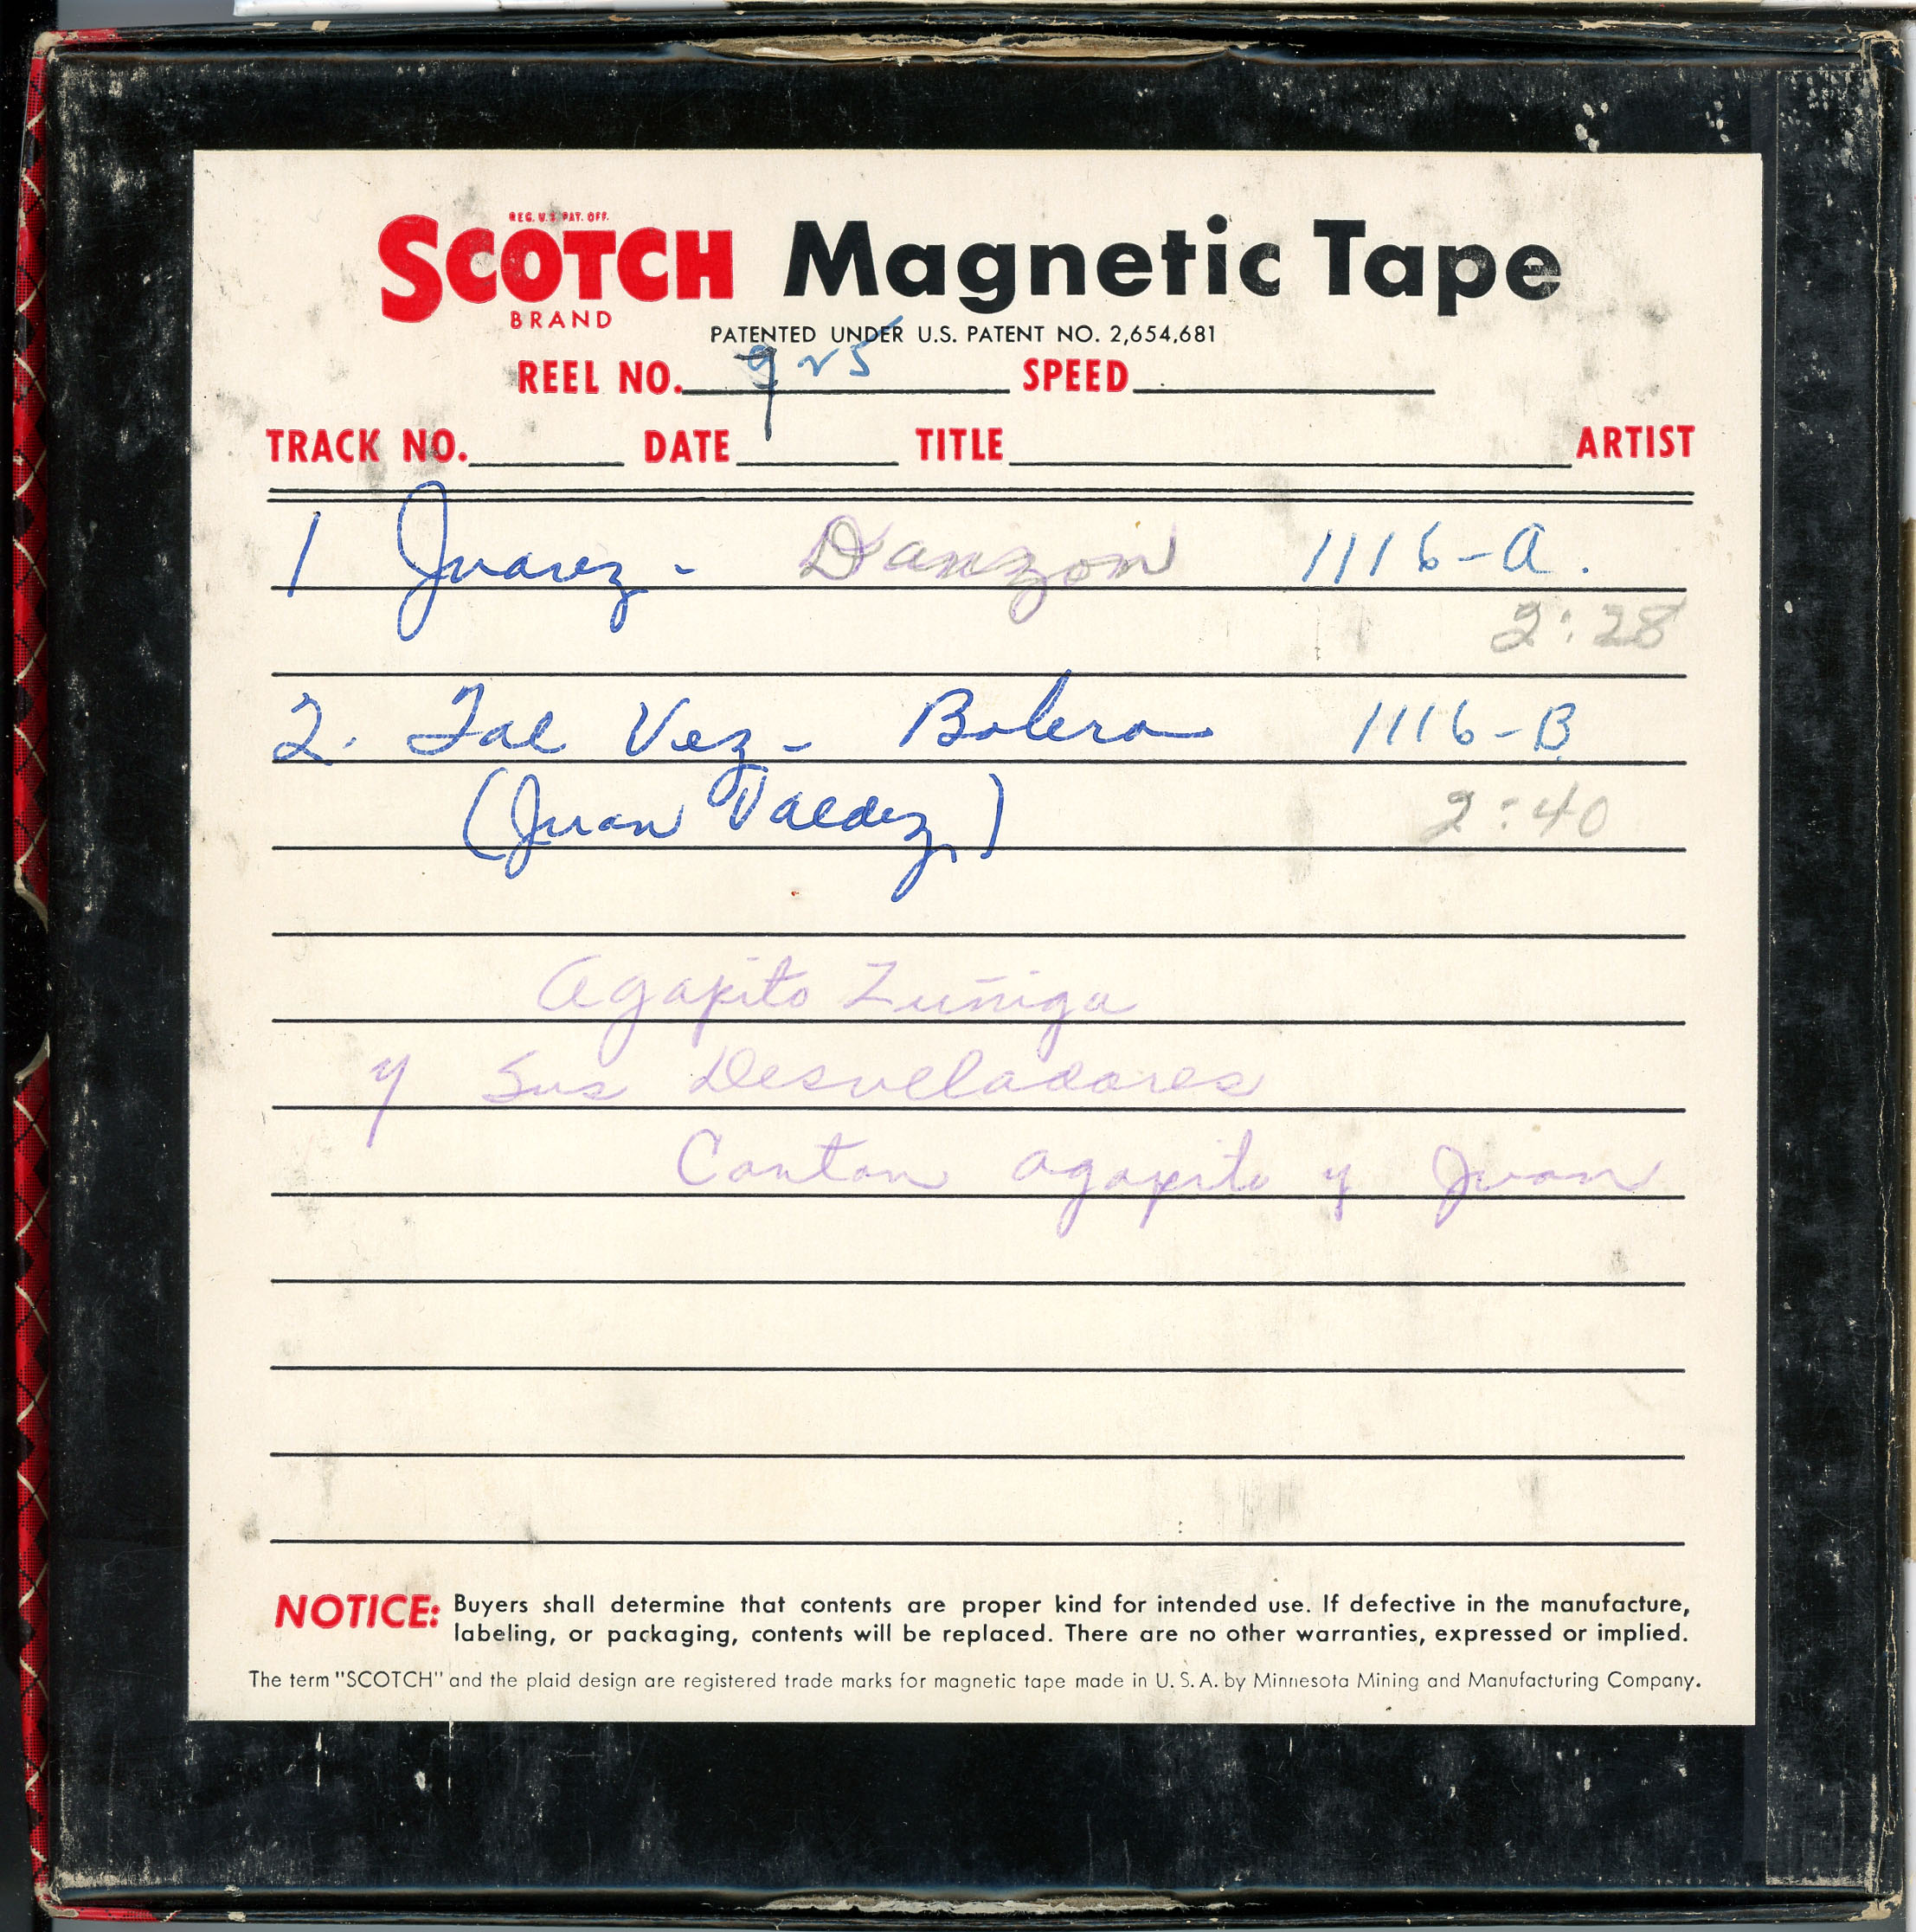 REG. U.S. PAT. OFF.
SCOTCH Magnetic Tape
BRAND
PATENTED UNDER U.S. PATENT NO. 2,654,681
REEL NO. 925 SPEED
TRACK NO. DATE TITLE ARTIST
1 Juarez - Danzon 1116-A.
2:28
2. Tal Vez - Bolero 1116-B
(Juan Valdez) 2:40
Agapito Zuñiga
y Sus Desveladores
Cantan Agapito y Juan
NOTICE: Buyers shall determine that contents are proper kind for intended use. If defective in the manufacture,
labeling, or packaging, contents will be replaced. There are no other warranties, expressed or implied.
The term "SCOTCH" and the plaid design are registered trade marks for magnetic tape made in U. S. A. by Minnesota Mining and Manufacturing Company.